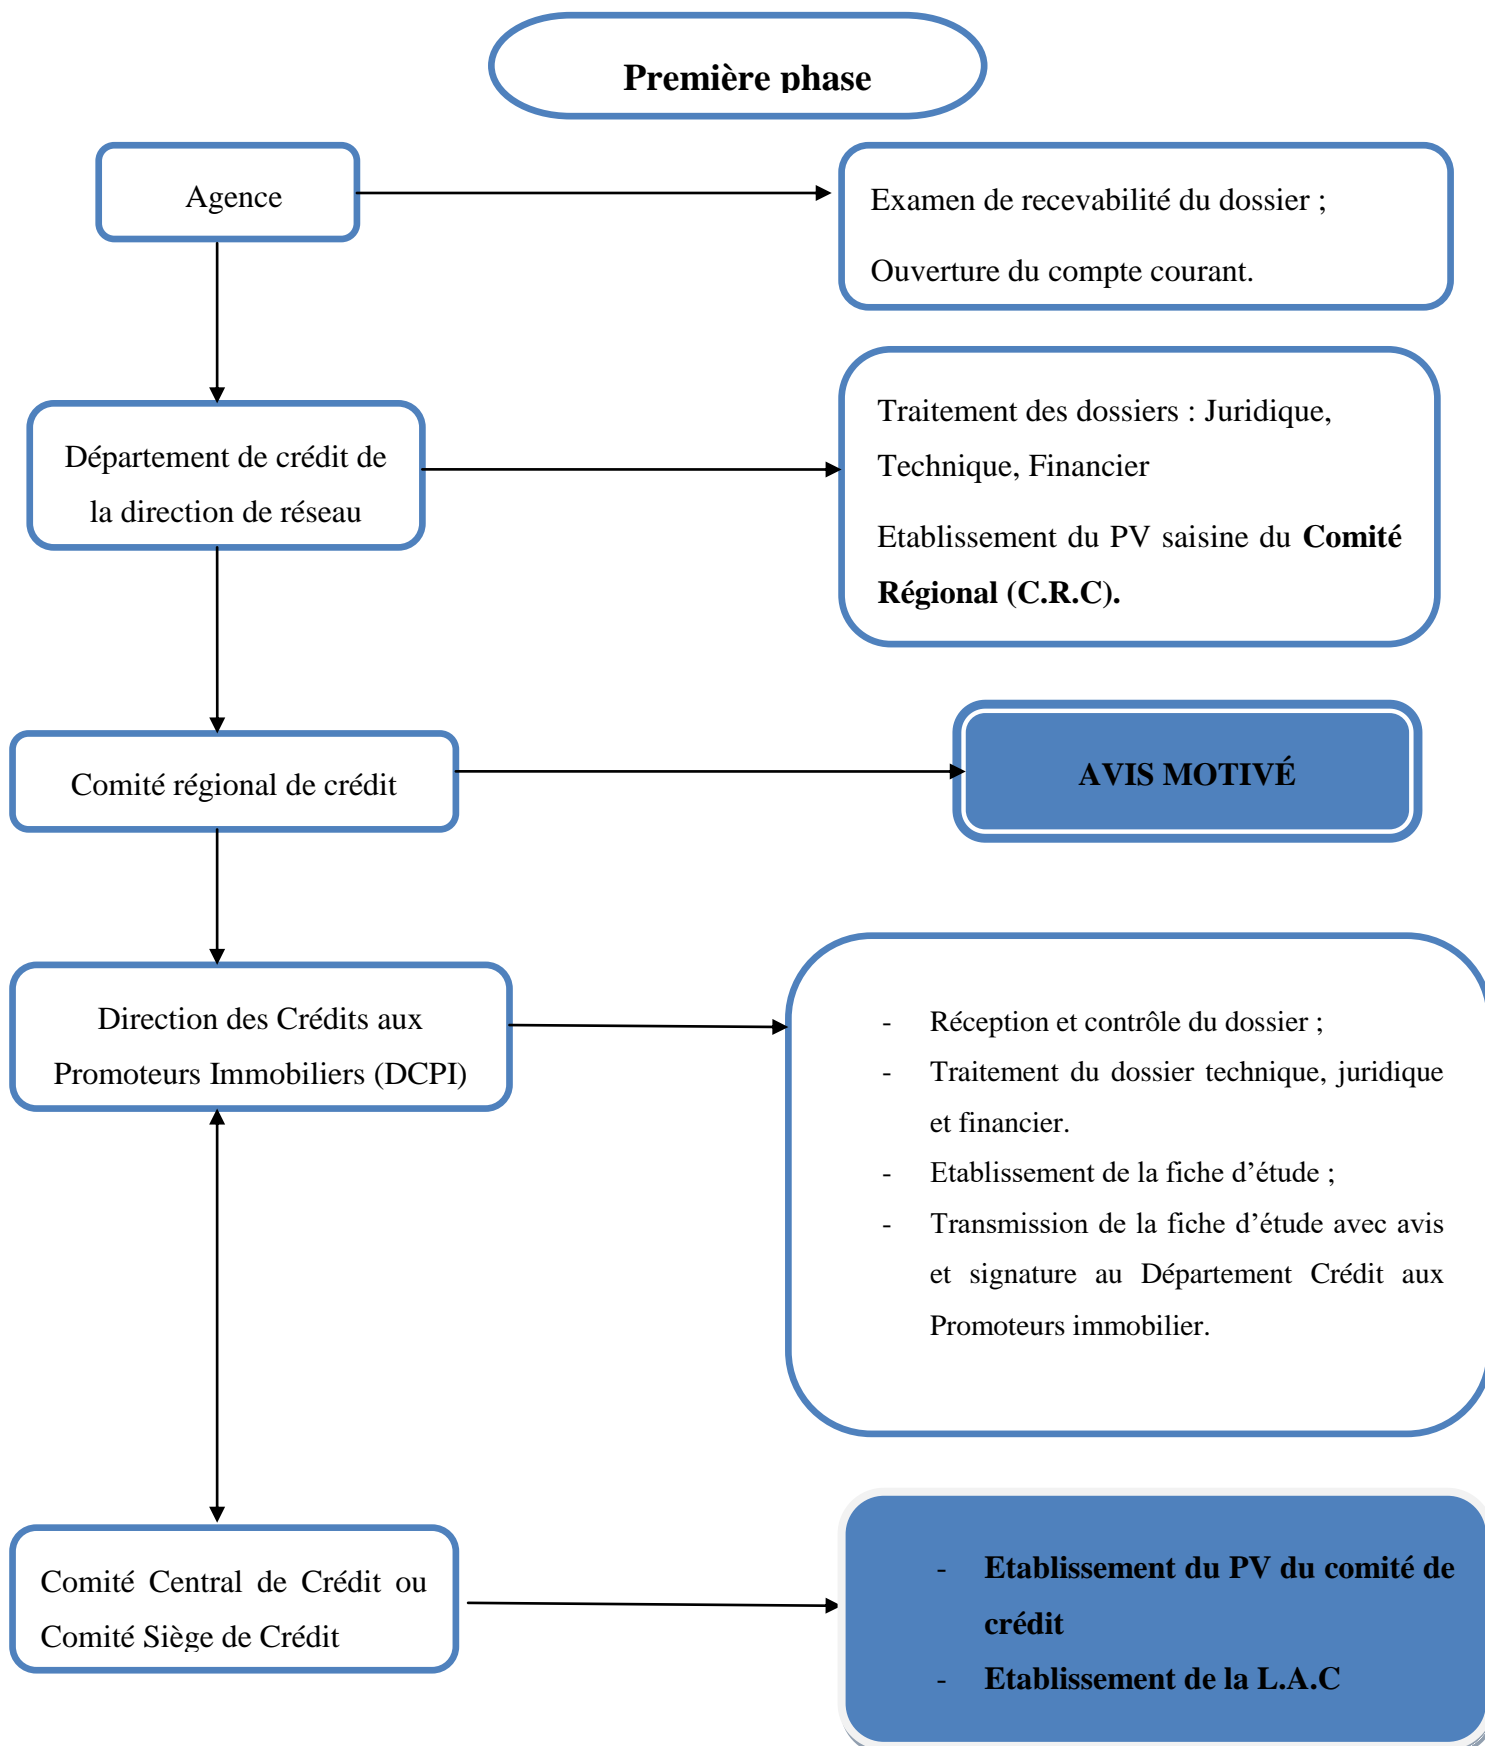 Première phase
Agence
Examen de recevabilité du dossier ;
Ouverture du compte courant.
Département de crédit de
la direction de réseau
Traitement des dossiers : Juridique,
Technique, Financier
Etablissement du PV saisine du Comité
Régional (C.R.C).
Comité régional de crédit
AVIS MOTIVÉ
Direction des Crédits aux
Promoteurs Immobiliers (DCPI)
- Réception et contrôle du dossier ;
- Traitement du dossier technique, juridique
et financier.
- Etablissement de la fiche d’étude ;
- Transmission de la fiche d’étude avec avis
et signature au Département Crédit aux
Promoteurs immobilier.
Comité Central de Crédit ou
Comité Siège de Crédit
- Etablissement du PV du comité de
crédit
- Etablissement de la L.A.C